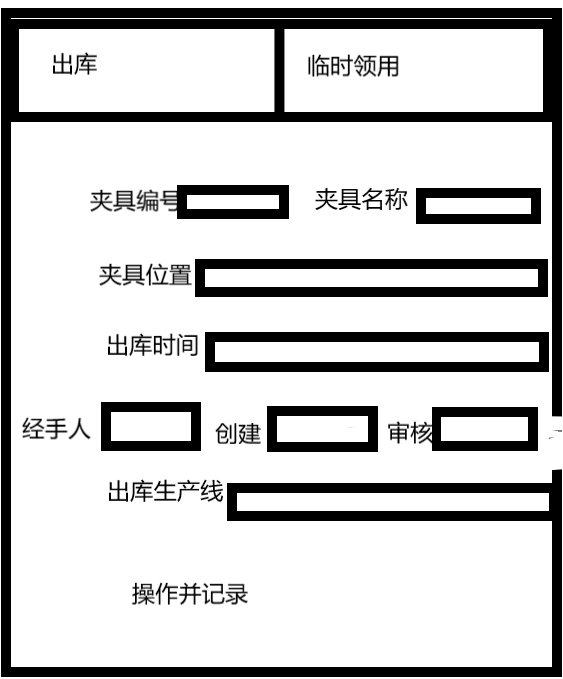 出库 临时领用
夹具编号 夹具名称
夹具位置
出库时间
经手人 创建 审核
出库生产线
操作并记录